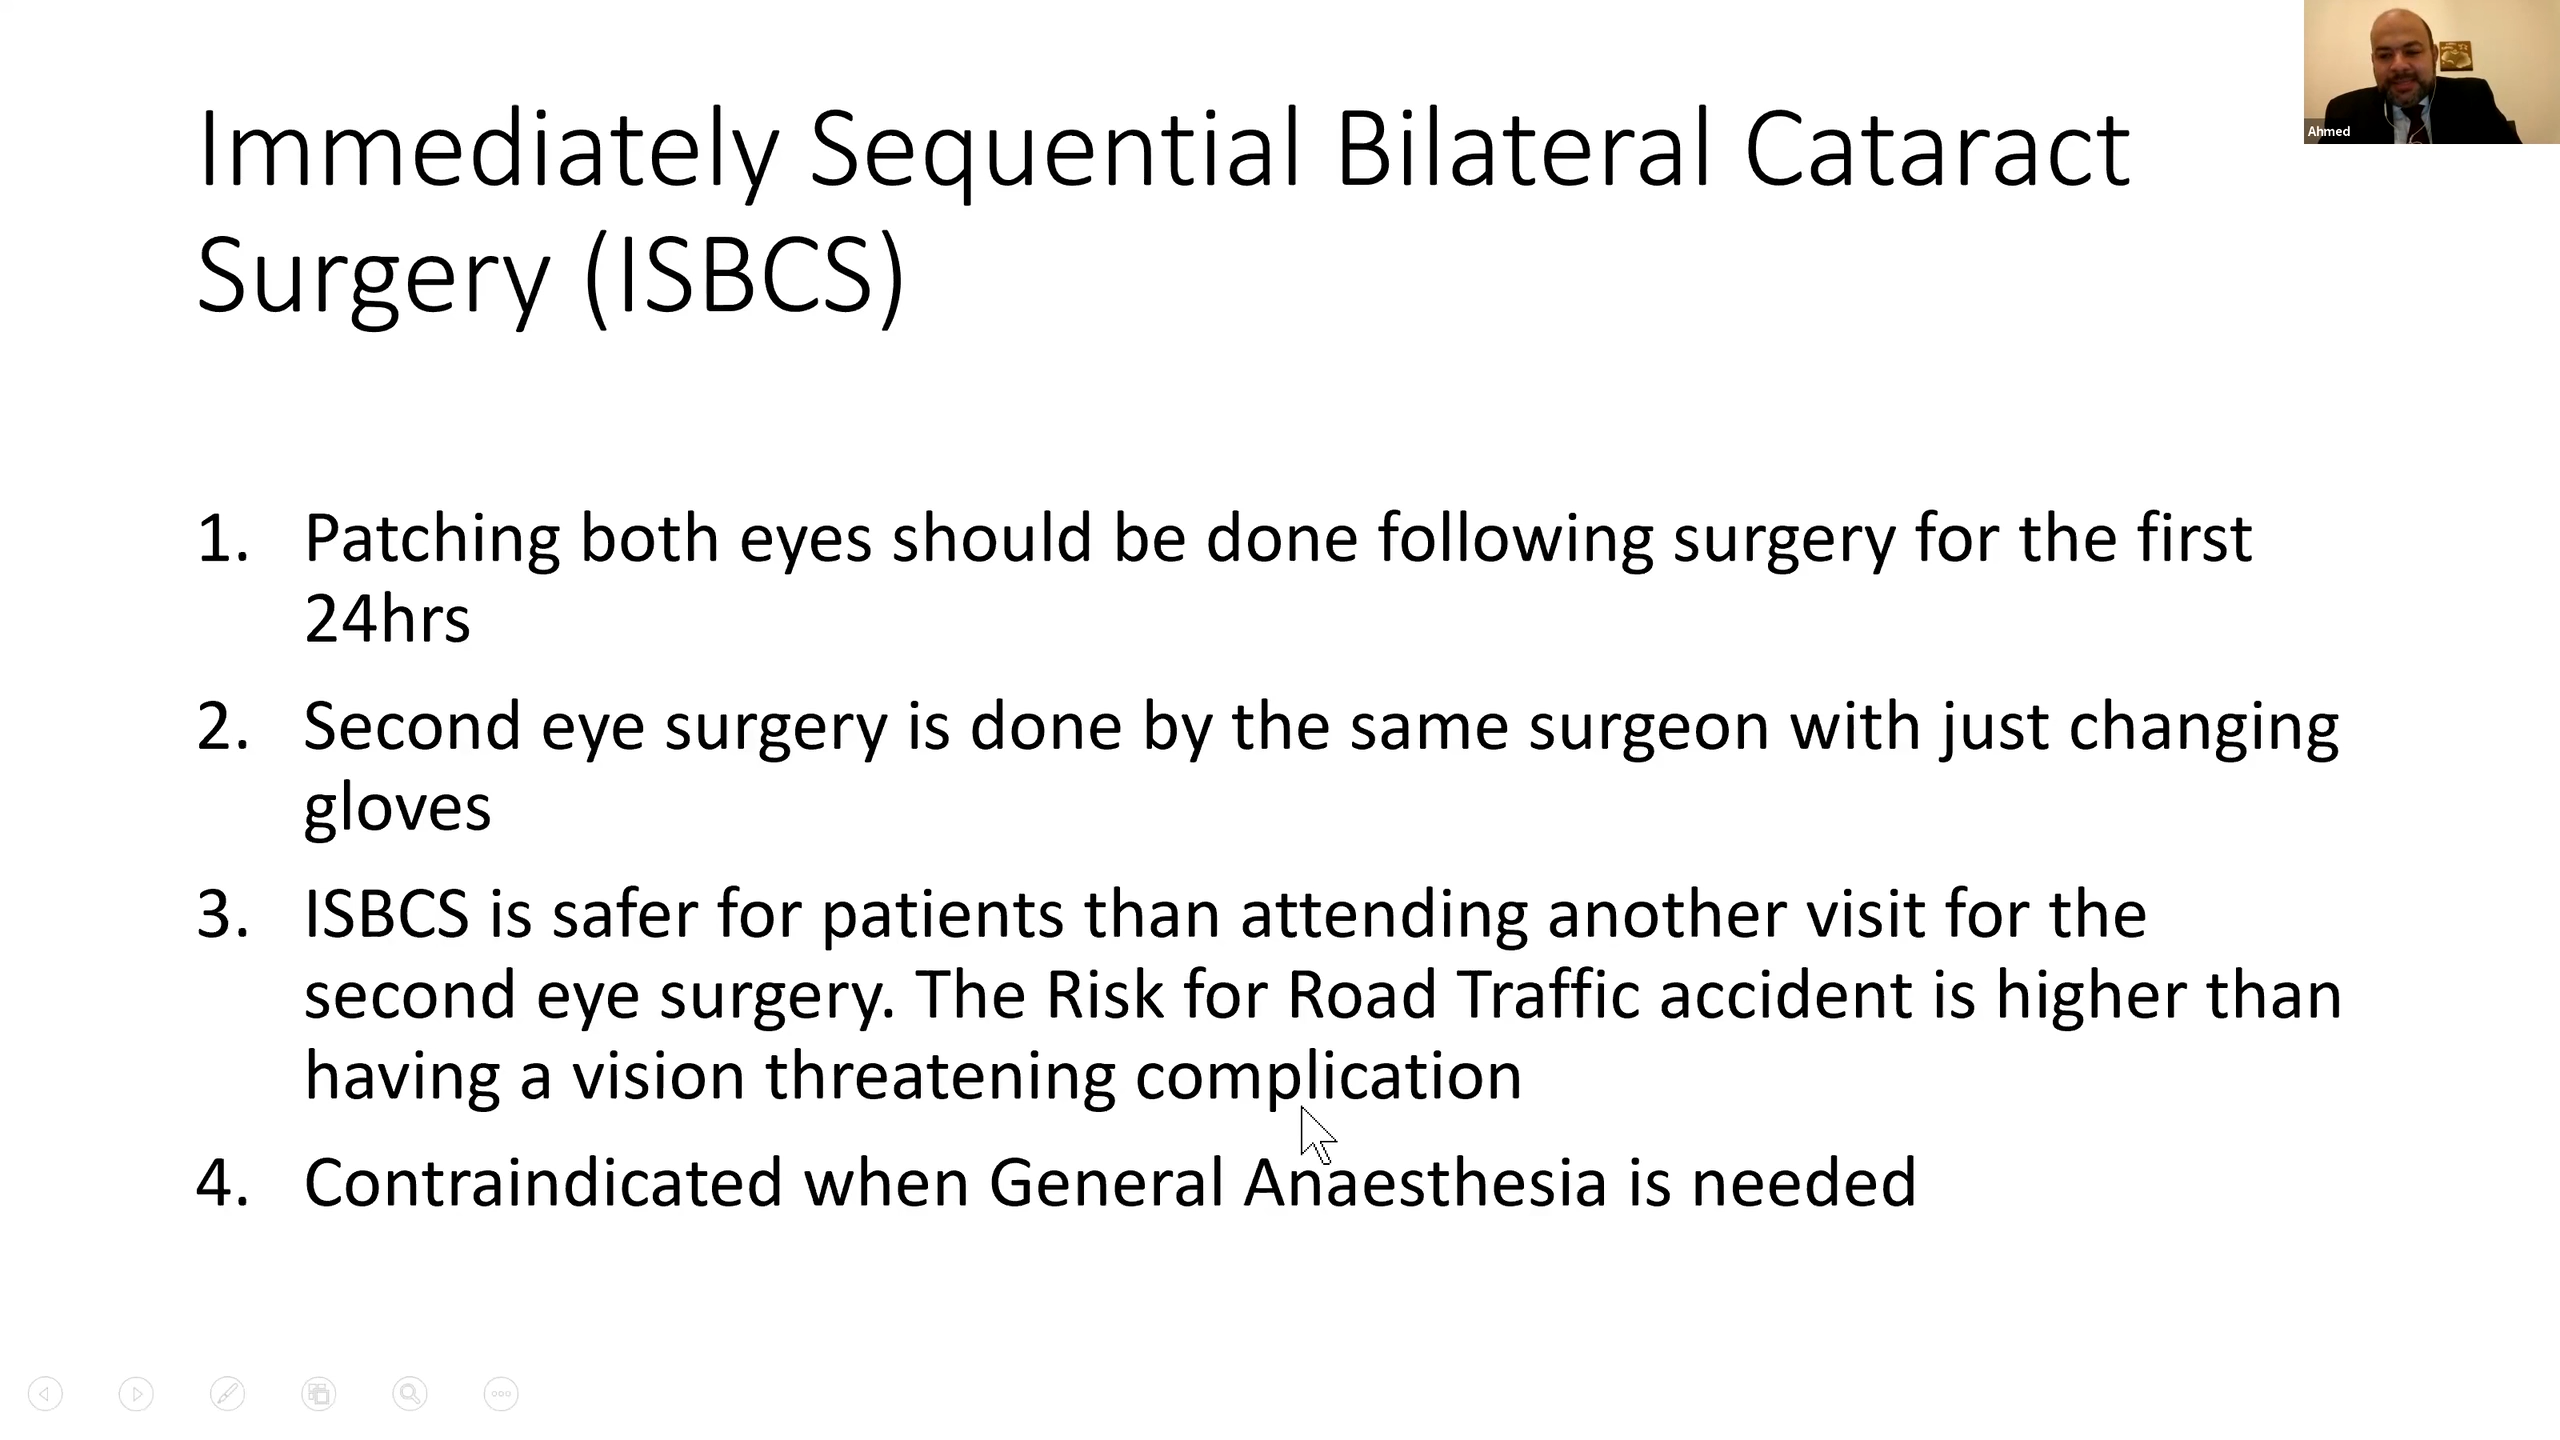 Immediately Sequential Bilateral Cataract
Surgery (ISBCS)
Ahmed
1. Patching both eyes should be done following surgery for the first
24hrs
2. Second eye surgery is done by the same surgeon with just changing
gloves
3. ISBCS is safer for patients than attending another visit for the
second eye surgery. The Risk for Road Traffic accident is higher than
having a vision threatening complication
4. Contraindicated when General Anaesthesia is needed